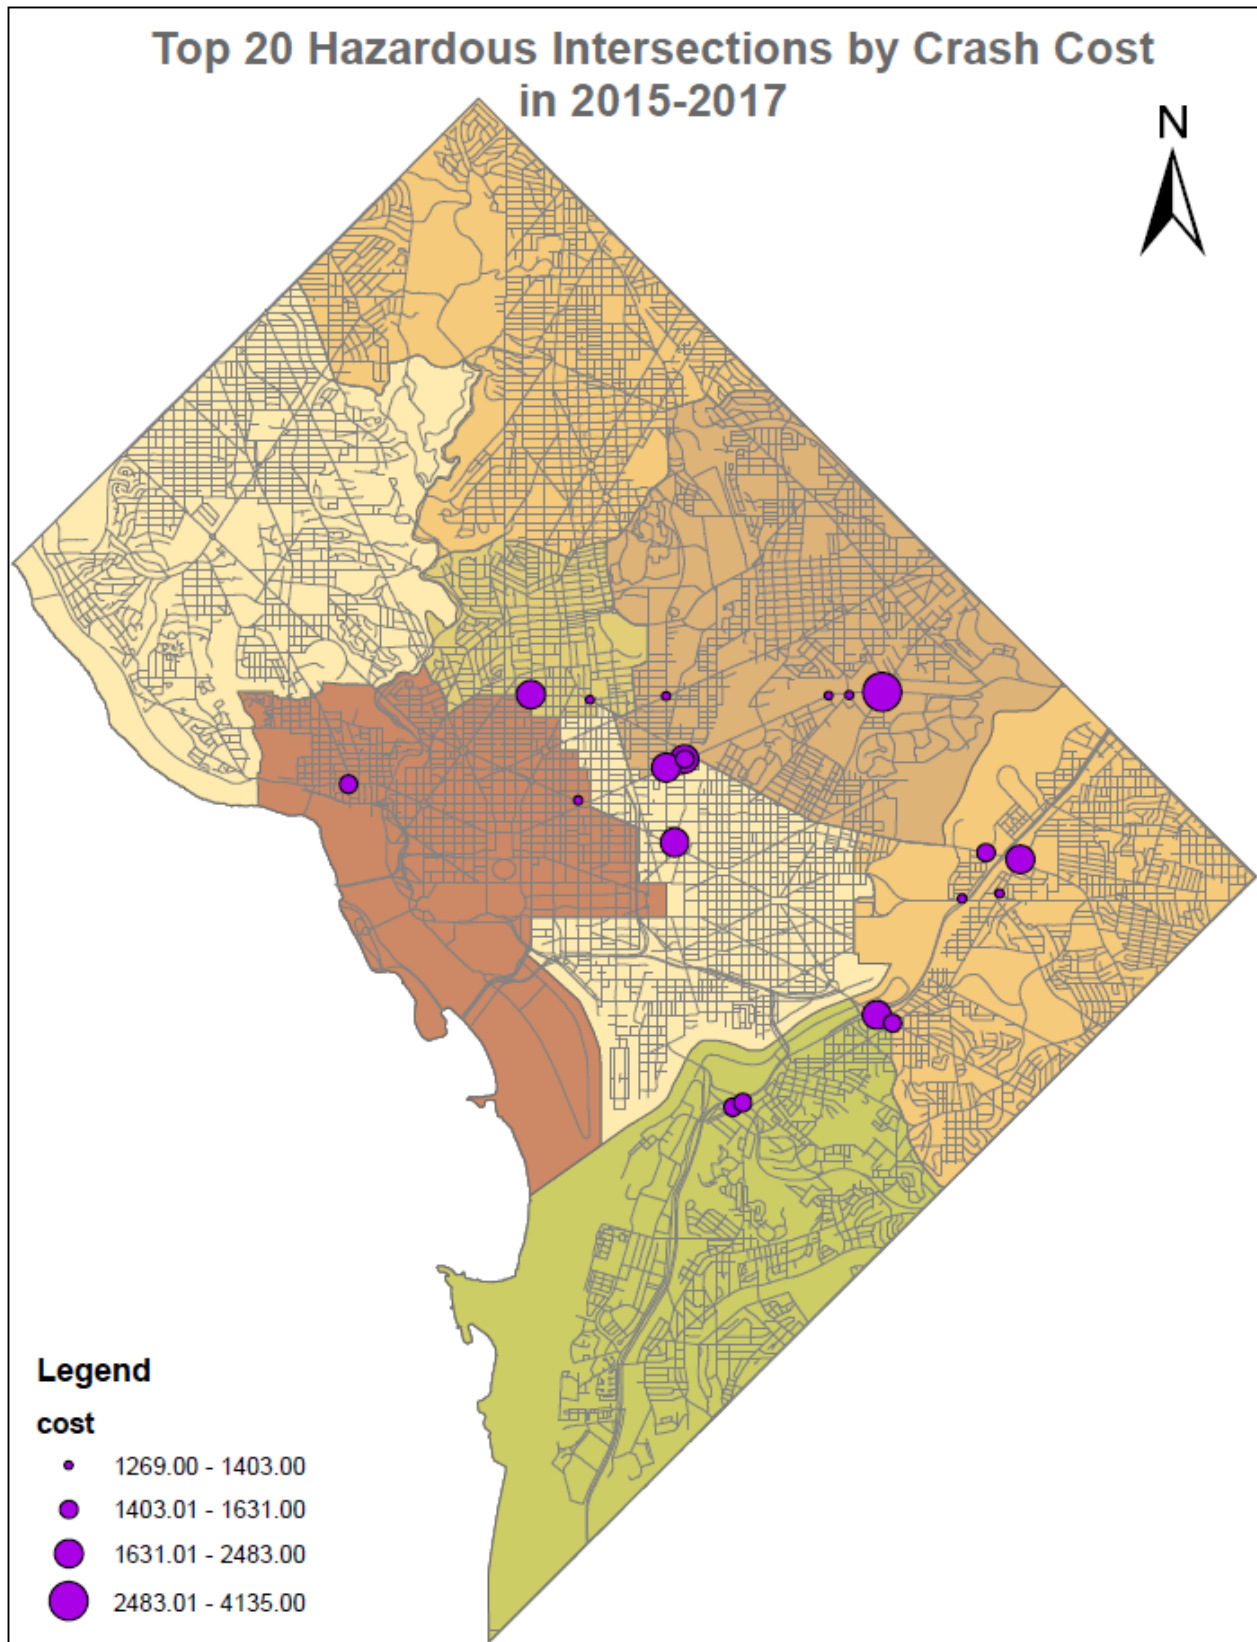 Top 20 Hazardous Intersections by Crash Cost
in 2015-2017
N
Legend
cost
1269.00 - 1403.00
1403.01 - 1631.00
1631.01 - 2483.00
2483.01 - 4135.00